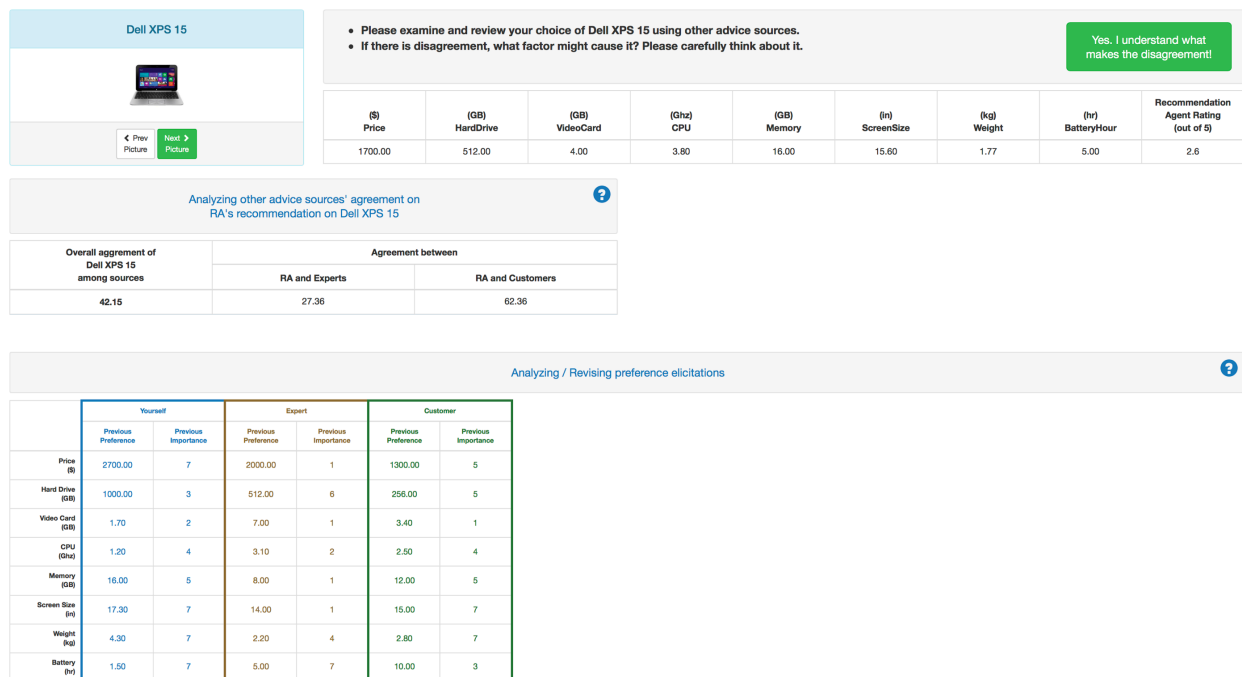 Dell XPS 15
Prev
Picture
Next
Picture
Please examine and review your choice of Dell XPS 15 using other advice sources.
If there is disagreement, what factor might cause it? Please carefully think about it.
Yes. I understand what
makes the disagreement!
($)
Price
(GB)
HardDrive
(GB)
VideoCard
(Ghz)
CPU
(GB)
Memory
(in)
ScreenSize
(kg)
Weight
(hr)
BatteryHour
Recommendation
Agent Rating
(out of 5)
1700.00 512.00 4.00 3.80 16.00 15.60 1.77 5.00 2.6
Analyzing other advice sources' agreement on
RA's recommendation on Dell XPS 15
?
Overall aggrement of
Dell XPS 15
among sources
Agreement between
RA and Experts RA and Customers
42.15 27.36 62.36
Analyzing / Revising preference elicitations
?
Yourself Expert Customer
Previous
Preference
Previous
Importance
Previous
Preference
Previous
Importance
Previous
Preference
Previous
Importance
Price
($)
2700.00 7 2000.00 1 1300.00 5
Hard Drive
(GB)
1000.00 3 512.00 6 256.00 5
Video Card
(GB)
1.70 2 7.00 1 3.40 1
CPU
(Ghz)
1.20 4 3.10 2 2.50 4
Memory
(GB)
16.00 5 8.00 1 12.00 5
Screen Size
(in)
17.30 7 14.00 1 15.00 7
Weight
(kg)
4.30 7 2.20 4 2.80 7
Battery
(hr)
1.50 7 5.00 7 10.00 3